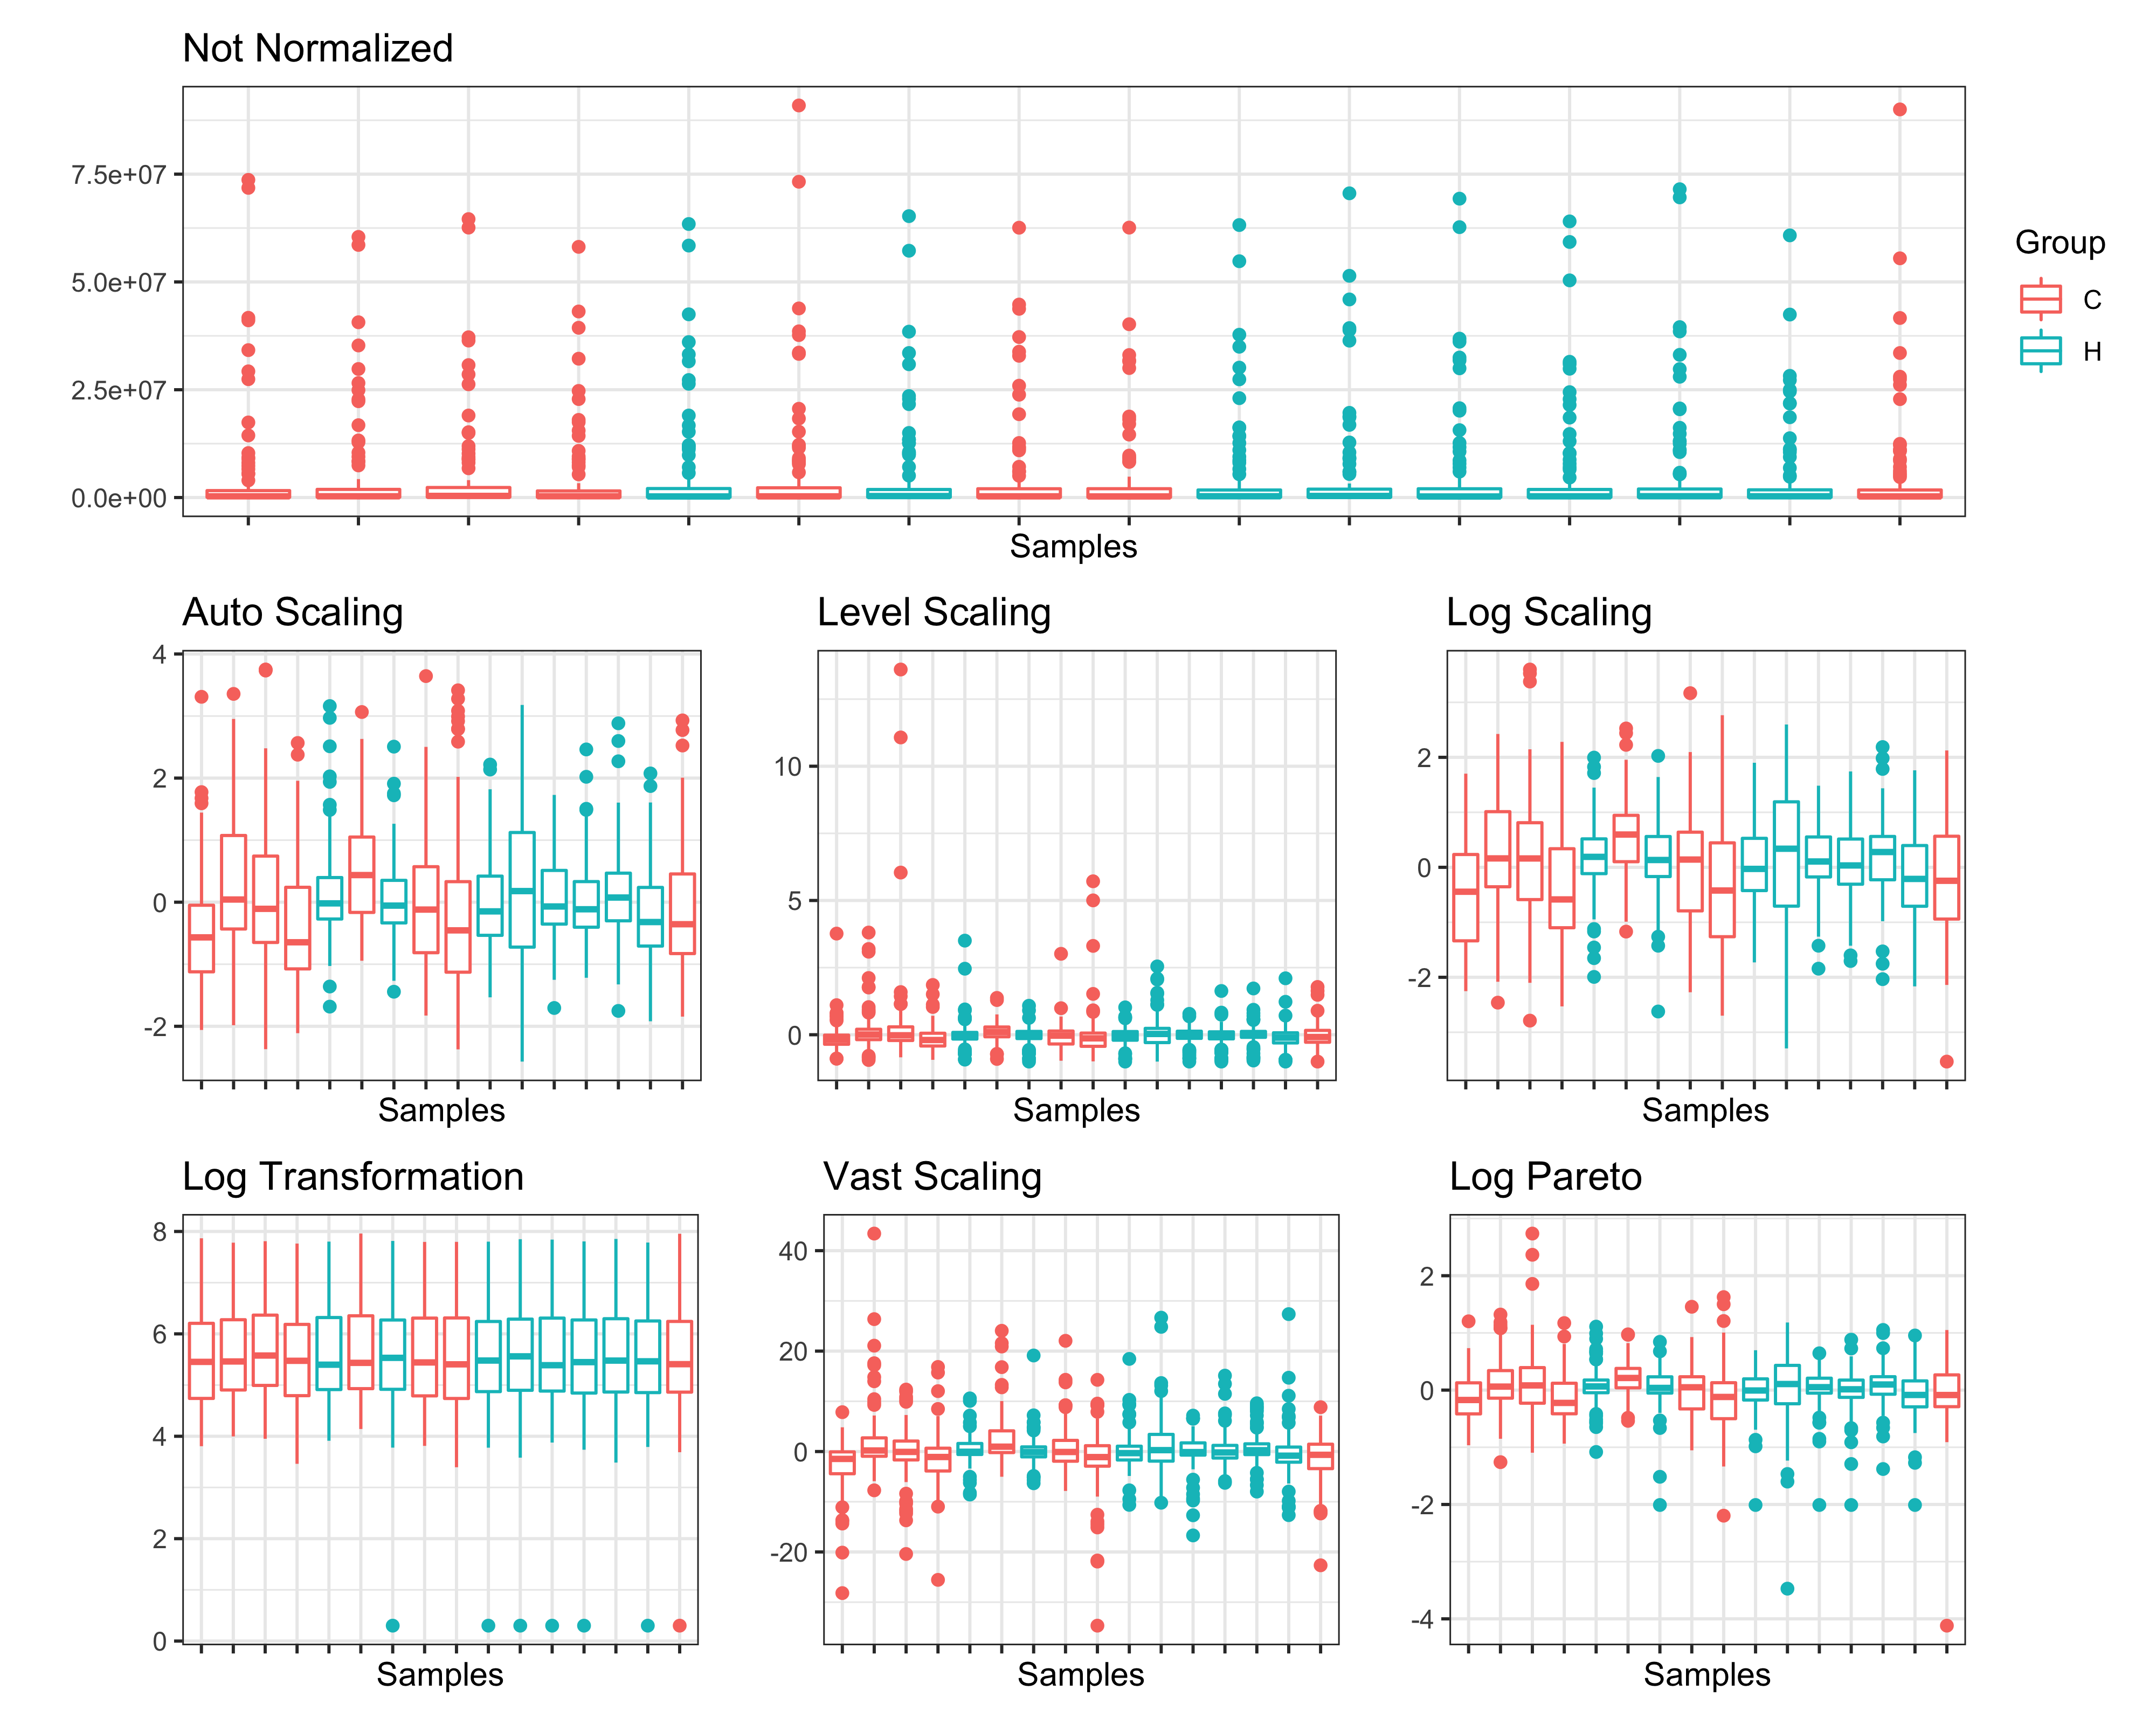 Not Normalized
7.5e+07
5.0e+07
2.5e+07
0.0e+00
Samples
Group
C
H
Auto Scaling
4
2
0
-2
Samples
Level Scaling
10
5
0
Samples
Log Scaling
2
0
-2
Samples
Log Transformation
8
6
4
2
0
Samples
Vast Scaling
40
20
0
-20
Samples
Log Pareto
2
0
-2
-4
Samples